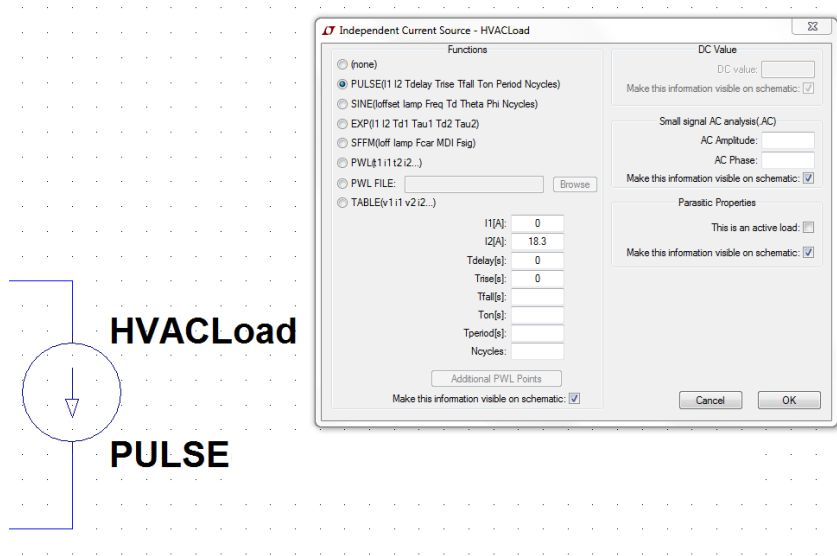 Independent Current Source - HVACLoad
Functions
(none)
PULSE(I1 I2 Tdelay Trise Tfall Ton Period Ncycles)
SINE(Ioffset Iamp Freq Td Theta Phi Ncycles)
EXP(I1 I2 Td1 Tau1 Td2 Tau2)
SFFM(Ioff Iamp Fcar MDI Fsig)
PWL(t1 i1 t2 i2...)
PWL FILE:
Browse
TABLE(v1 i1 v2 i2...)
I1[A]: 0
I2[A]: 18.3
Tdelay[s]: 0
Trise[s]: 0
Tfall[s]:
Ton[s]:
Tperiod[s]:
Ncycles:
Additional PWL Points
Make this information visible on schematic:
DC Value
DC value:
Make this information visible on schematic:
Small signal AC analysis(.AC)
AC Amplitude:
AC Phase:
Make this information visible on schematic:
Parasitic Properties
This is an active load:
Make this information visible on schematic:
Cancel
OK
HVACLoad
PULSE